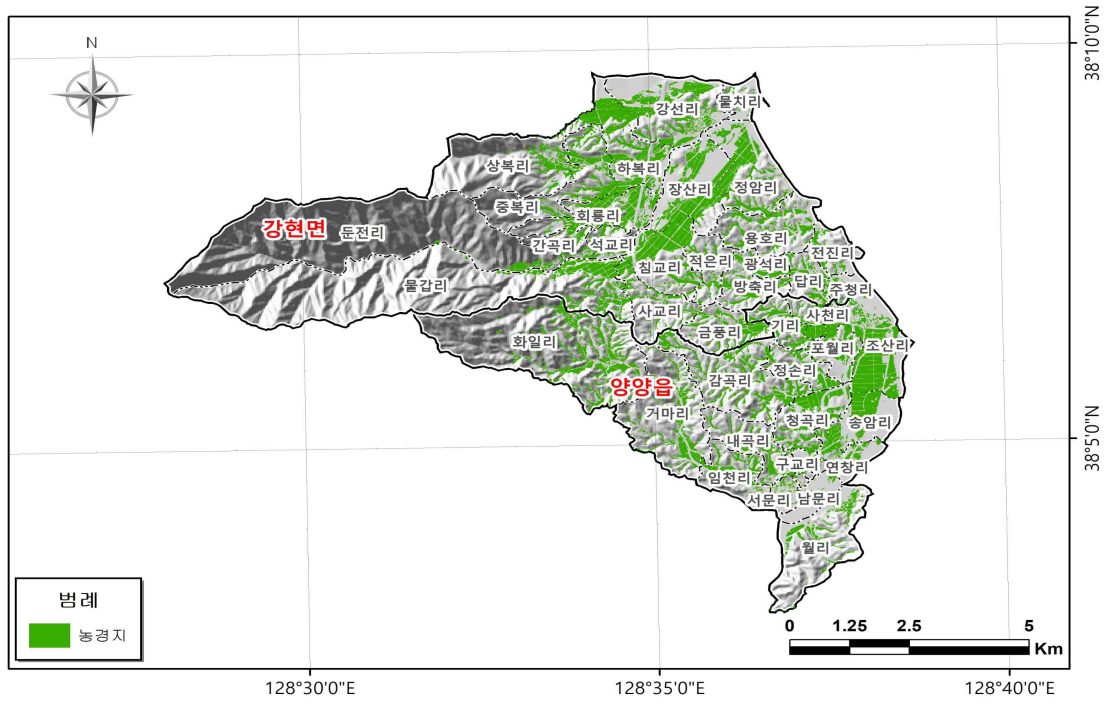 N
38°10'0"N
물치리
강선리
상복리
하복리
장산리
정암리
중복리
회룡리
강현면
둔전리
간곡리
석교리
용호리
전진리
침교리
적은리
광석리
물갑리
방축리
답리
주청리
사교리
사천리
금풍리
기리
화일리
포월리
조산리
정손리
감곡리
양양읍
거마리
청곡리
송암리
내곡리
38°5'0"N
구교리
연창리
임천리
서문리
남문리
월리
범례
농경지
0 1.25 2.5 5
Km
128°30'0"E
128°35'0"E
128°40'0"E